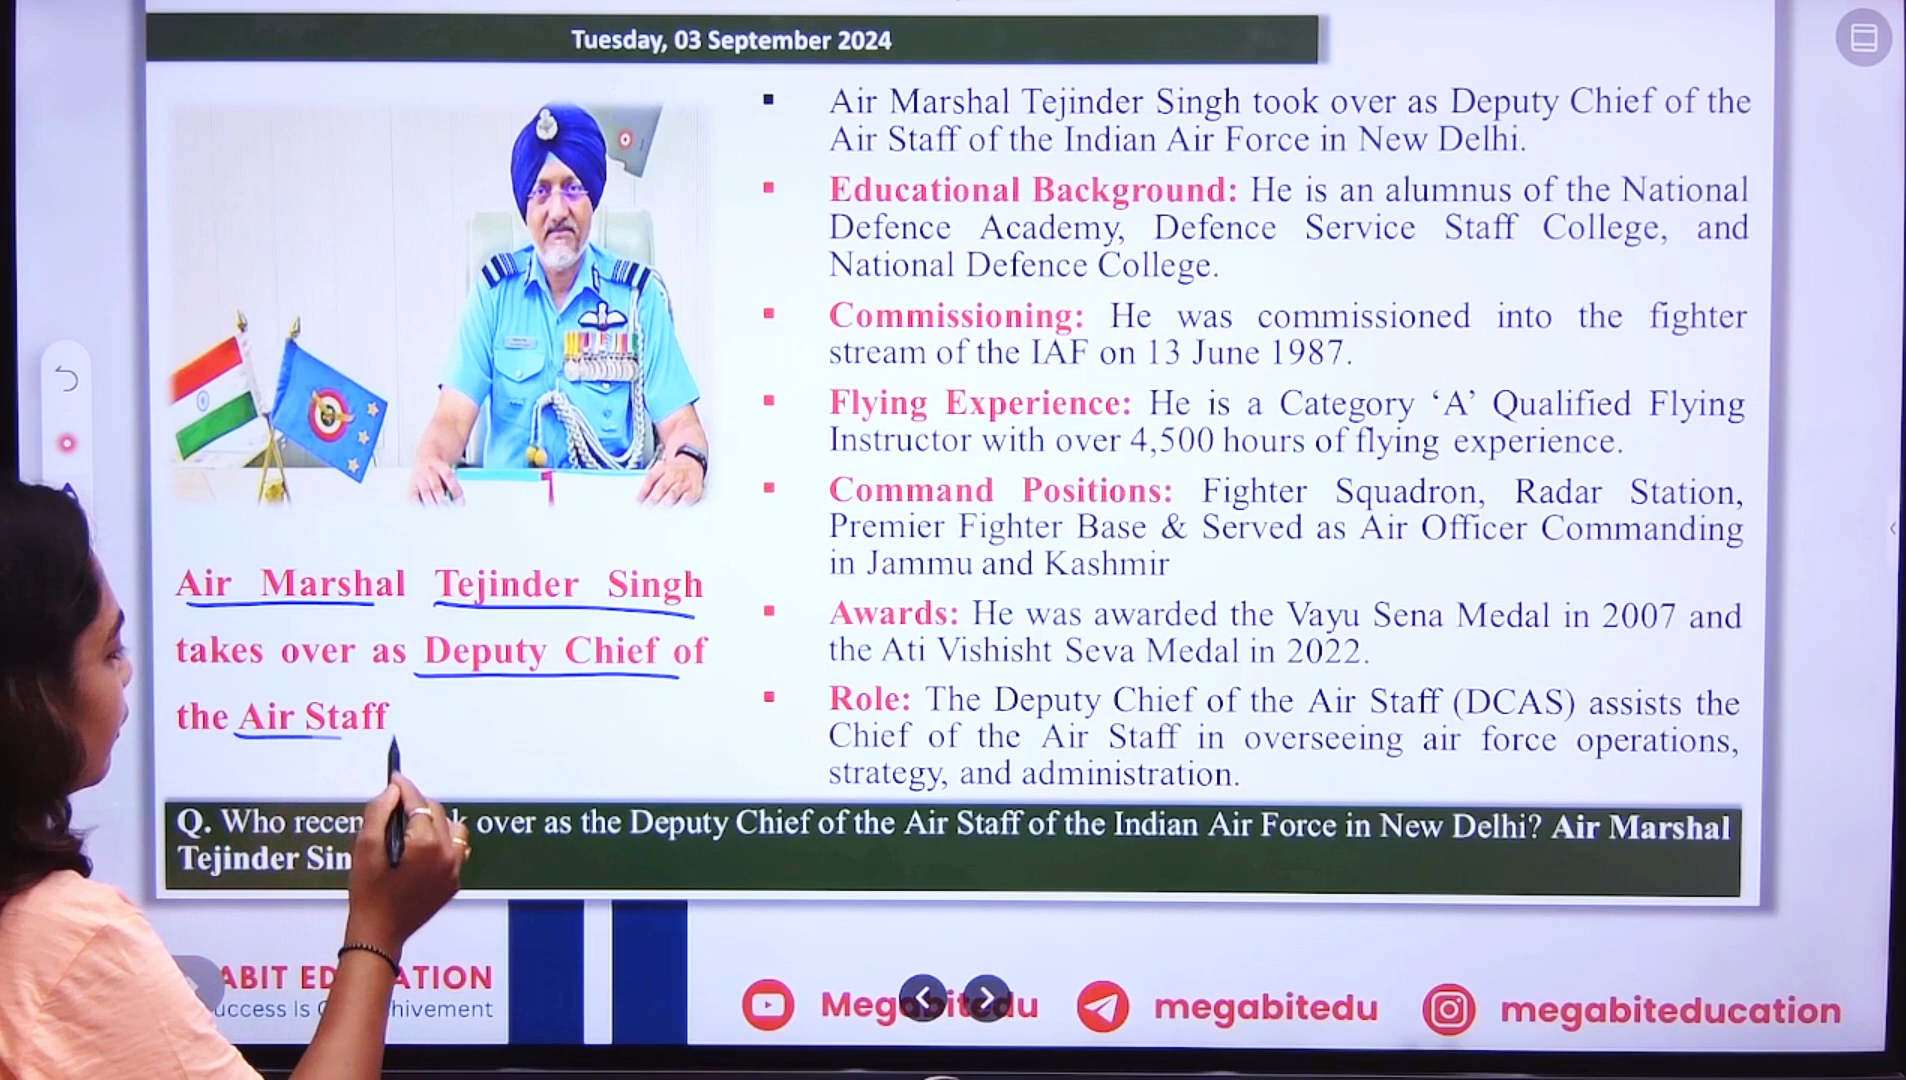 Tuesday, 03 September 2024
Air Marshal Tejinder Singh
takes over as Deputy Chief of
the Air Staff
Air Marshal Tejinder Singh took over as Deputy Chief of the
Air Staff of the Indian Air Force in New Delhi.
Educational Background: He is an alumnus of the National
Defence Academy, Defence Service Staff College, and
National Defence College.
Commissioning: He was commissioned into the fighter
stream of the IAF on 13 June 1987.
Flying Experience: He is a Category ‘A’ Qualified Flying
Instructor with over 4,500 hours of flying experience.
Command Positions: Fighter Squadron, Radar Station,
Premier Fighter Base & Served as Air Officer Commanding
in Jammu and Kashmir
Awards: He was awarded the Vayu Sena Medal in 2007 and
the Ati Vishisht Seva Medal in 2022.
Role: The Deputy Chief of the Air Staff (DCAS) assists the
Chief of the Air Staff in overseeing air force operations,
strategy, and administration.
Q. Who over as the Deputy Chief of the Air Staff of the Indian Air Force in New Delhi? Air Marshal
Tejinder
megabitedu
megabiteducation